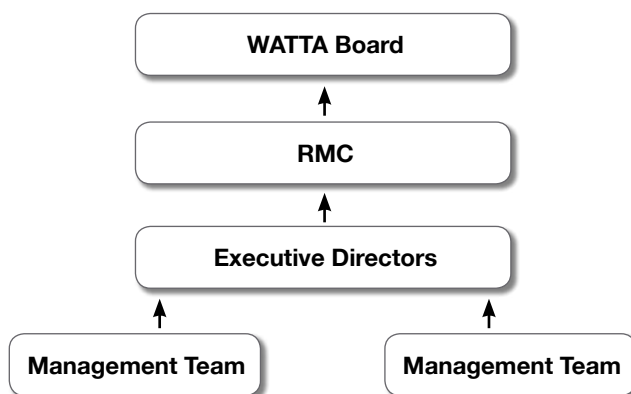 WATTA Board
RMC
Executive Directors
Management Team
Management Team